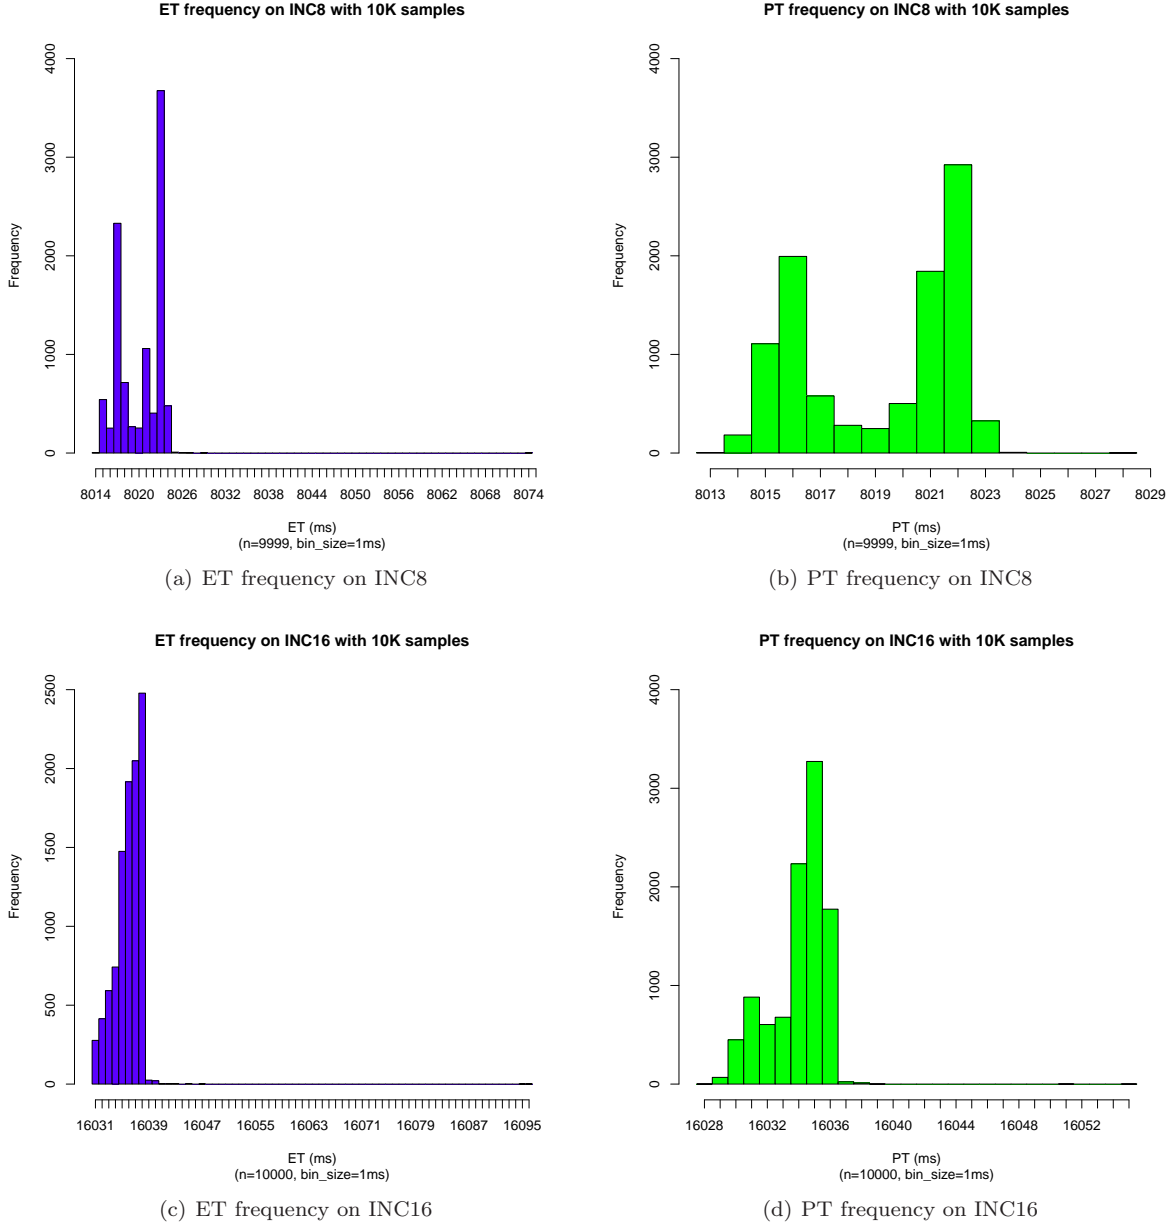 ET frequency on INC8 with 10K samples
Frequency
0 1000 2000 3000 4000
8014 8020 8026 8032 8038 8044 8050 8056 8062 8068 8074
ET (ms)
(n=9999, bin_size=1ms)
(a) ET frequency on INC8
PT frequency on INC8 with 10K samples
Frequency
0 1000 2000 3000 4000
8013 8015 8017 8019 8021 8023 8025 8027 8029
PT (ms)
(n=9999, bin_size=1ms)
(b) PT frequency on INC8
ET frequency on INC16 with 10K samples
Frequency
0 500 1000 1500 2000 2500
16031 16039 16047 16055 16063 16071 16079 16087 16095
ET (ms)
(n=10000, bin_size=1ms)
(c) ET frequency on INC16
PT frequency on INC16 with 10K samples
Frequency
0 1000 2000 3000 4000
16028 16032 16036 16040 16044 16048 16052
PT (ms)
(n=10000, bin_size=1ms)
(d) PT frequency on INC16